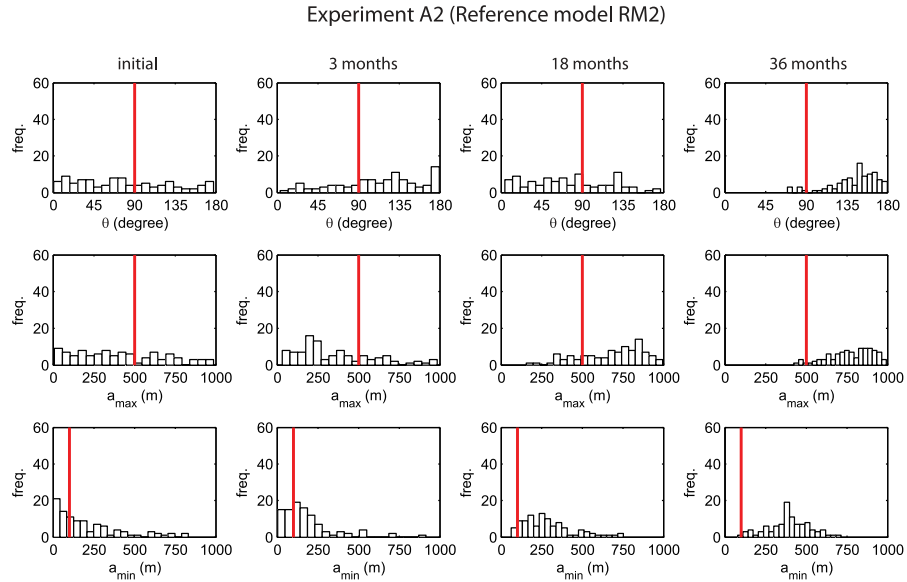 Experiment A2 (Reference model RM2)
initial
3 months
18 months
36 months
60
40
20
0
freq.
0 45 90 135 180
θ (degree)
60
40
20
0
freq.
0 45 90 135 180
θ (degree)
60
40
20
0
freq.
0 45 90 135 180
θ (degree)
60
40
20
0
freq.
0 45 90 135 180
θ (degree)
60
40
20
0
freq.
0 250 500 750 1000
a_max (m)
60
40
20
0
freq.
0 250 500 750 1000
a_max (m)
60
40
20
0
freq.
0 250 500 750 1000
a_max (m)
60
40
20
0
freq.
0 250 500 750 1000
a_max (m)
60
40
20
0
freq.
0 250 500 750 1000
a_min (m)
60
40
20
0
freq.
0 250 500 750 1000
a_min (m)
60
40
20
0
freq.
0 250 500 750 1000
a_min (m)
60
40
20
0
freq.
0 250 500 750 1000
a_min (m)